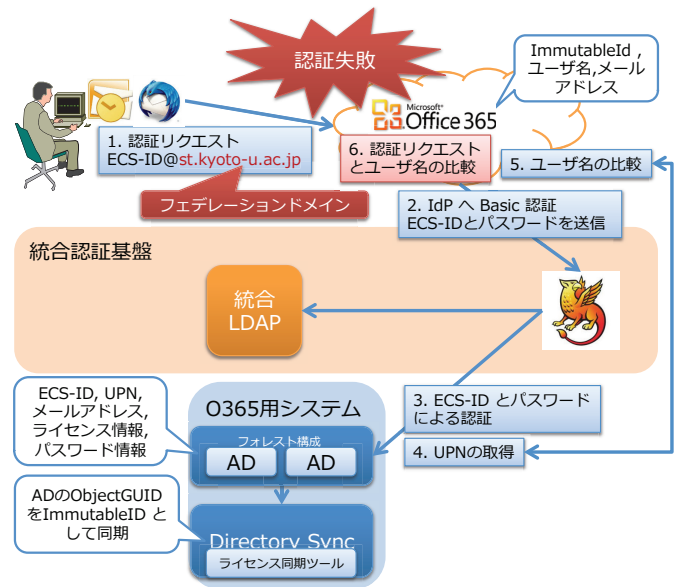 認証失敗
ImmutableId ,
ユーザ名,メール
アドレス
Microsoft®
Office 365
1. 認証リクエスト
ECS-ID@st.kyoto-u.ac.jp
6. 認証リクエスト
とユーザ名の比較
5. ユーザ名の比較
フェデレーションドメイン
2. IdP へ Basic 認証
ECS-IDとパスワードを送信
統合認証基盤
統合
LDAP
ECS-ID, UPN,
メールアドレス,
ライセンス情報,
パスワード情報
O365用システム
フォレスト構成
AD
AD
3. ECS-ID とパスワード
による認証
4. UPNの取得
ADのObjectGUID
をImmutableID と
して同期
Directory Sync
ライセンス同期ツール